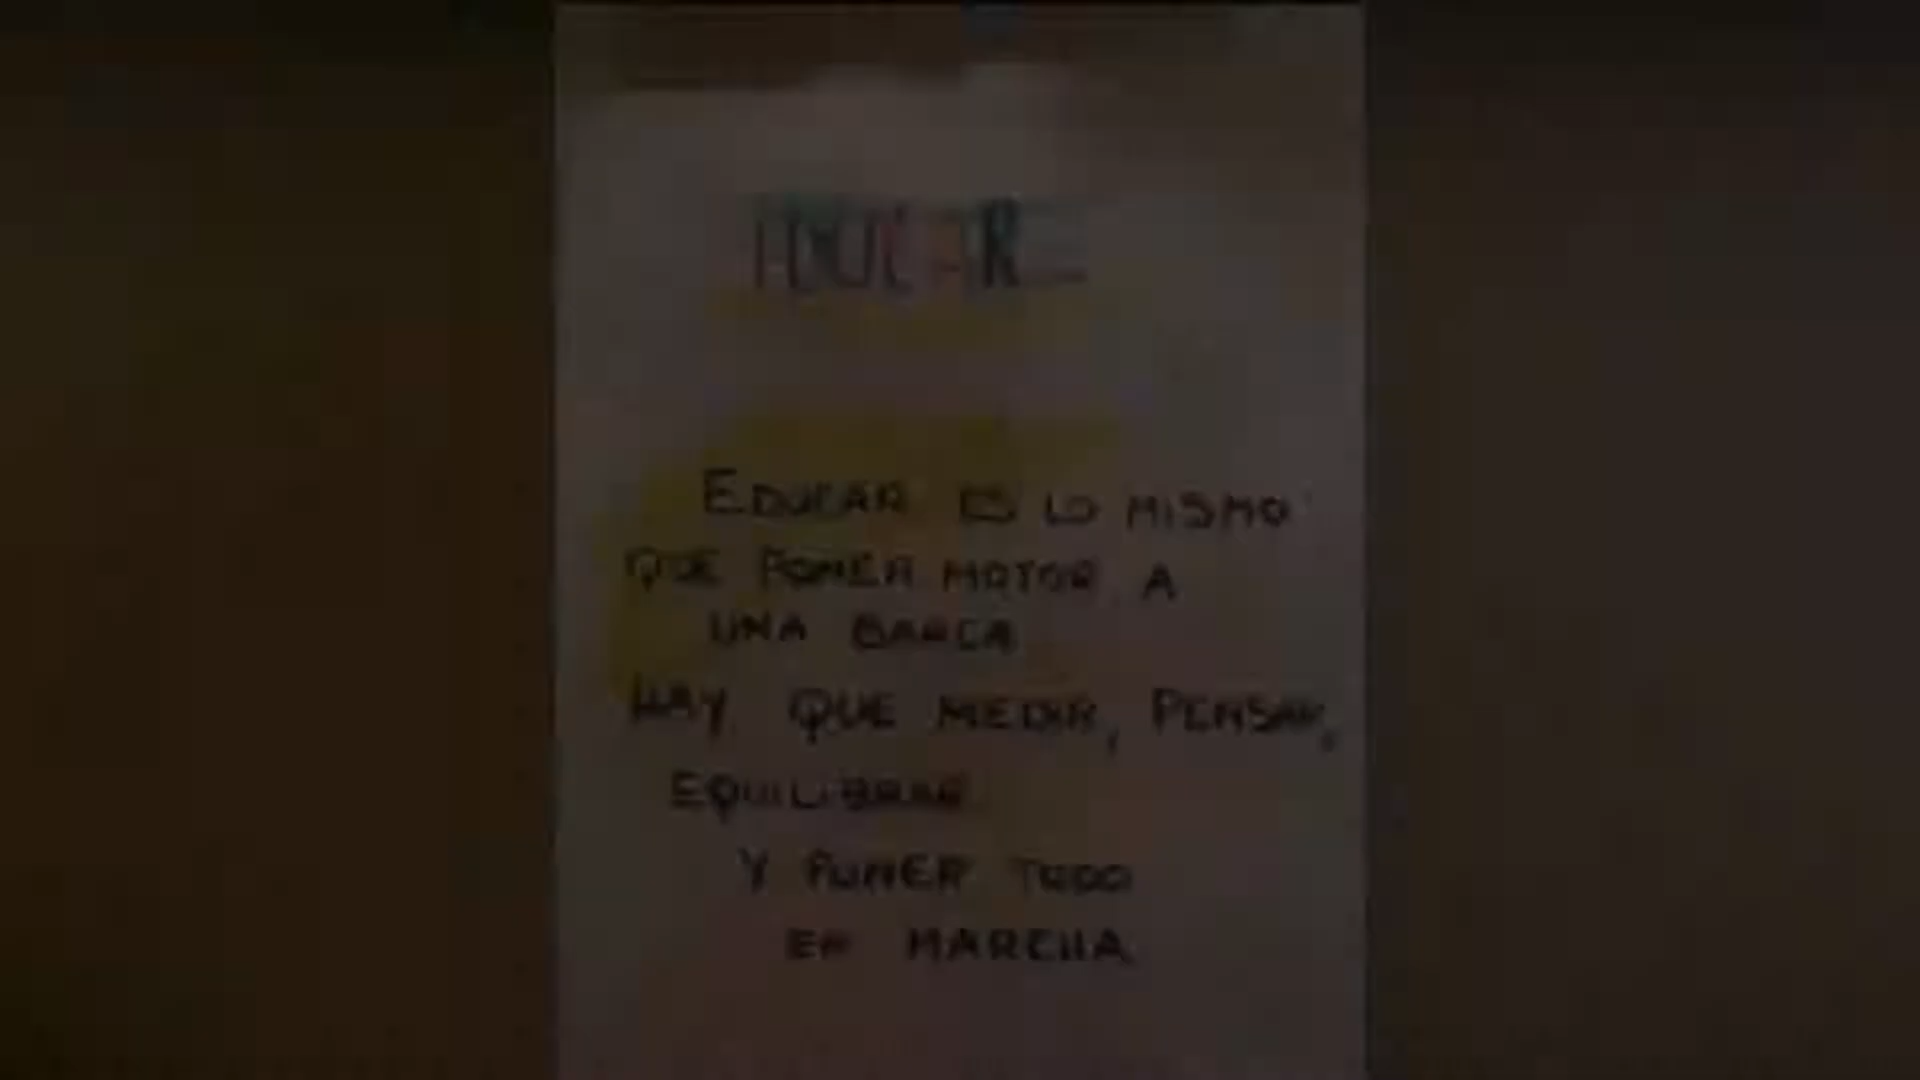 EDUCAR
EDUCAR ES LO MISMO
QUE PONER MOTOR A
UNA BARCA
HAY QUE MEDIR, PENSAR,
EQUILIBRAR
Y PONER TODO
EN MARCHA